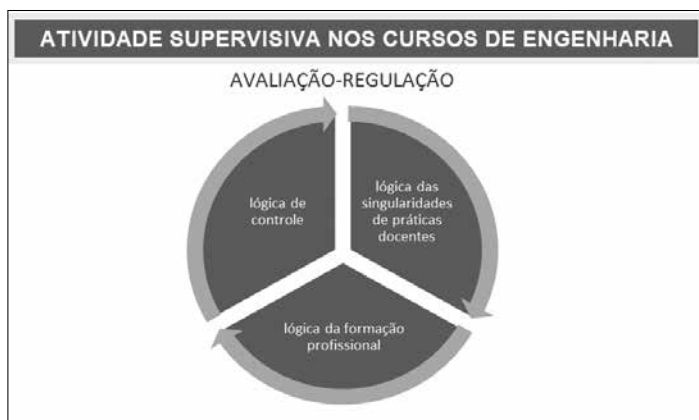 ATIVIDADE SUPERVISIVA NOS CURSOS DE ENGENHARIA
AVALIAÇÃO-REGULAÇÃO
lógica de
controle
lógica das
singularidades
de práticas
docentes
lógica da formação
profissional